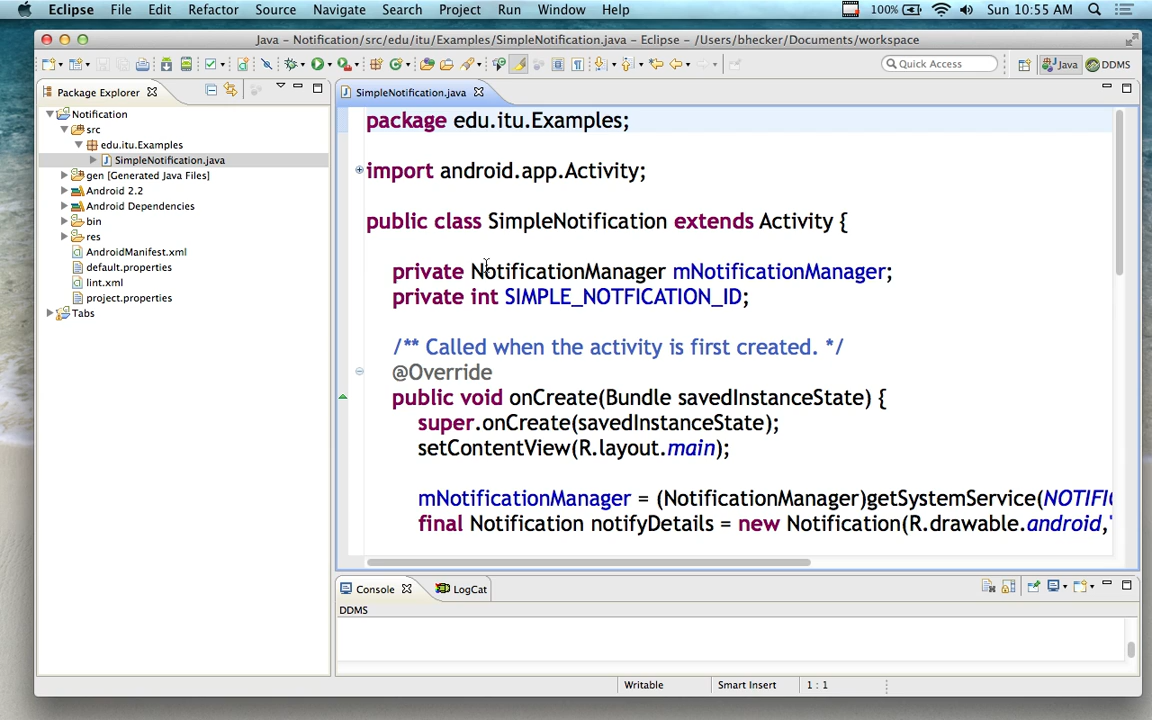 Eclipse File Edit Refactor Source Navigate Search Project Run Window Help 100% Sun 10:55 AM
Java – Notification/src/edu/itu/Examples/SimpleNotification.java – Eclipse – /Users/bhecker/Documents/workspace
Quick Access Java DDMS
Package Explorer
Notification
src
edu.itu.Examples
SimpleNotification.java
gen [Generated Java Files]
Android 2.2
Android Dependencies
bin
res
AndroidManifest.xml
default.properties
lint.xml
project.properties
Tabs
SimpleNotification.java
package edu.itu.Examples;
import android.app.Activity;
public class SimpleNotification extends Activity {
private NotificationManager mNotificationManager;
private int SIMPLE_NOTFICATION_ID;
/** Called when the activity is first created. */
@Override
public void onCreate(Bundle savedInstanceState) {
super.onCreate(savedInstanceState);
setContentView(R.layout.main);
mNotificationManager = (NotificationManager)getSystemService(NOTIFI
final Notification notifyDetails = new Notification(R.drawable.android,
Console LogCat
DDMS
Writable Smart Insert 1 : 1